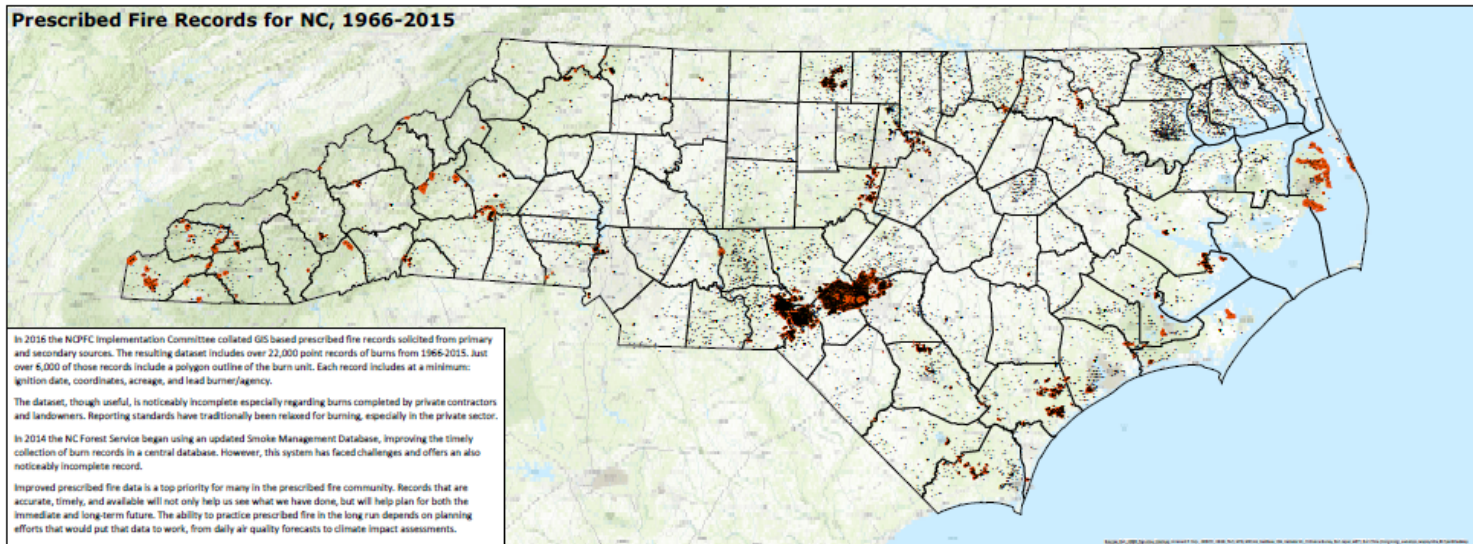 Prescribed Fire Records for NC, 1966-2015
In 2016 the NCPFC Implementation Committee collated GIS based prescribed fire records solicited from primary
and secondary sources. The resulting dataset includes over 22,000 point records of burns from 1966-2015. Just
over 6,000 of those records include a polygon outline of the burn unit. Each record includes at a minimum:
ignition date, coordinates, acreage, and lead burner/agency.
The dataset, though useful, is noticeably incomplete especially regarding burns completed by private contractors
and landowners. Reporting standards have traditionally been relaxed for burning, especially in the private sector.
In 2014 the NC Forest Service began using an updated Smoke Management Database, improving the timely
collection of burn records in a central database. However, this system has faced challenges and offers an also
noticeably incomplete record.
Improved prescribed fire data is a top priority for many in the prescribed fire community. Records that are
accurate, timely, and available will not only help us see what we have done, but will help plan for both the
immediate and long-term future. The ability to practice prescribed fire in the long run depends on planning
efforts that would put that data to work, from daily air quality forecasts to climate impact assessments.